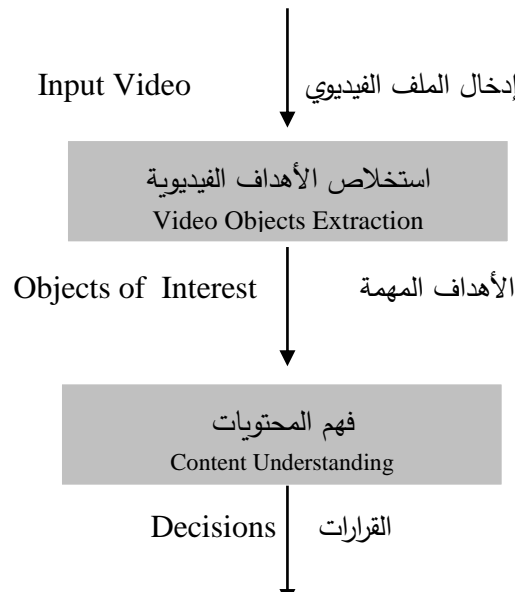 Input Video إدخال الملف الفيديوي
استخلاص الأهداف الفيديوية
Video Objects Extraction
Objects of Interest الأهداف المهمة
فهم المحتويات
Content Understanding
Decisions القرارات